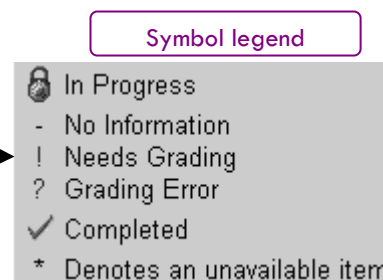 Symbol legend
In Progress
- No Information
! Needs Grading
? Grading Error
Completed
* Denotes an unavailable item